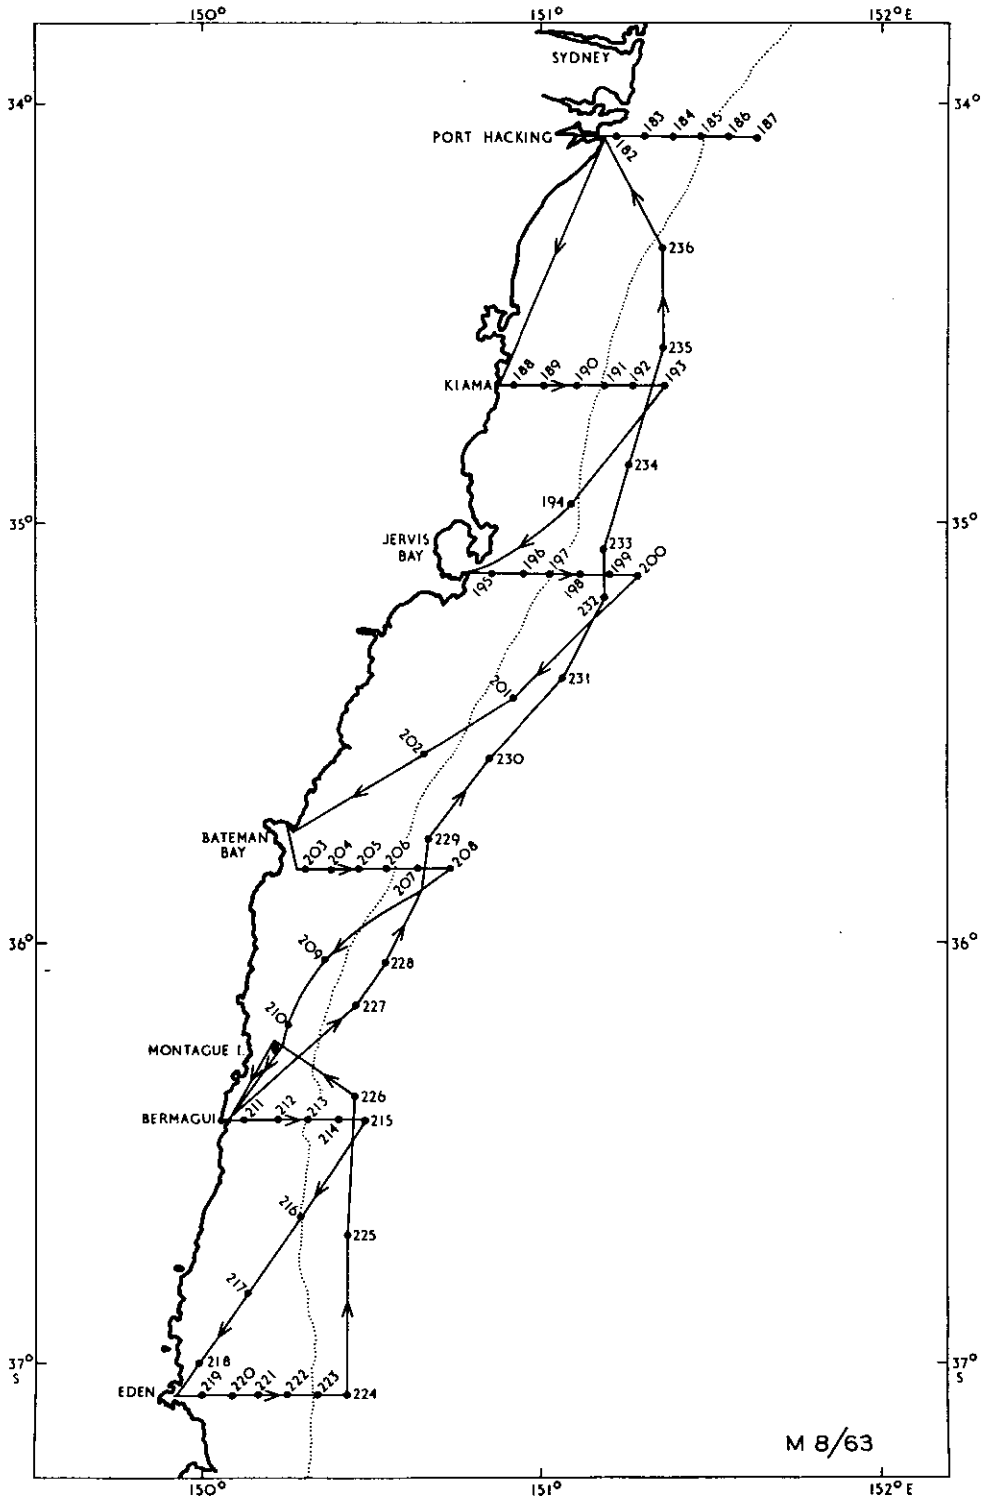 150° 151° 152°E
SYDNEY
34° 34°
PORT HACKING 182 183 184 185 186 187
236
235
KIAMA 188 189 190 191 192 193
234
194
35° 35°
JERVIS
BAY
233
195 196 197 198 199 200
232
231
201
202
230
BATEMAN
BAY
229
203 204 205 206 207 208
36° 36°
209
228
227
210
MONTAGUE I.
226
BERMAGUI 211 212 213 214 215
216
225
217
37° 37°
S S
218
EDEN 219 220 221 222 223 224
M 8/63
150° 151° 152°E